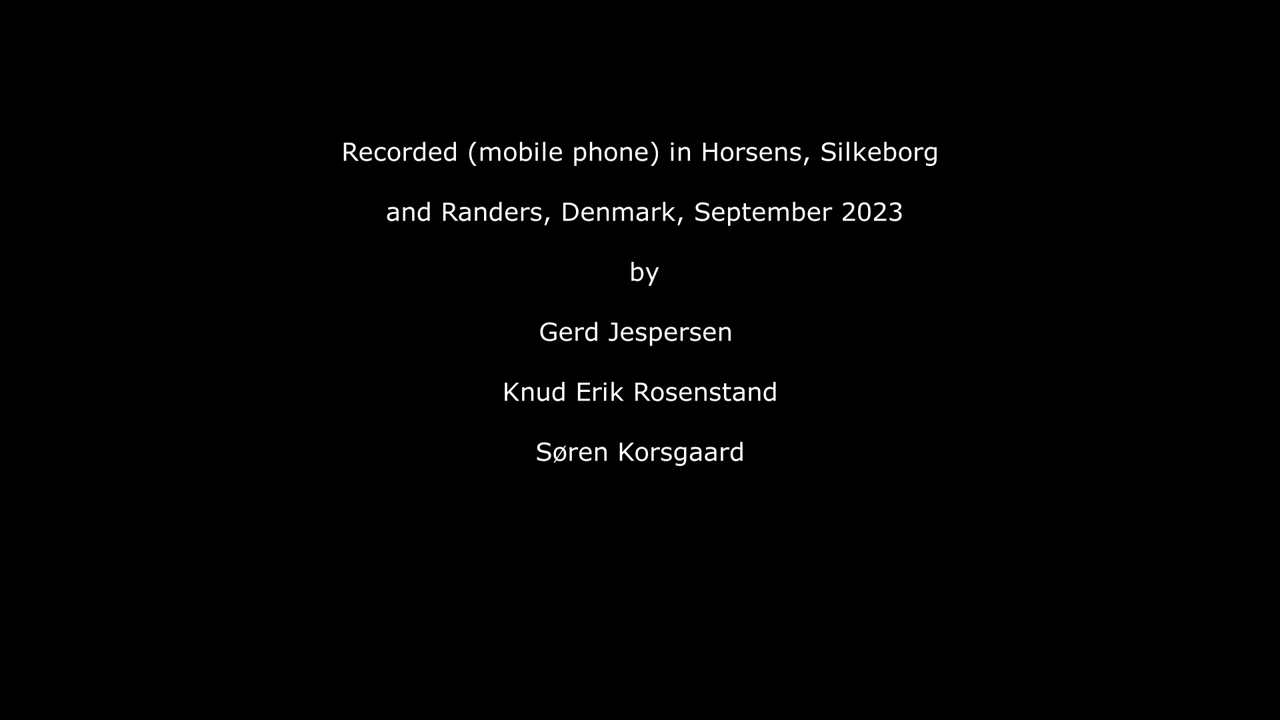 Recorded (mobile phone) in Horsens, Silkeborg
and Randers, Denmark, September 2023
by
Gerd Jespersen
Knud Erik Rosenstand
Søren Korsgaard